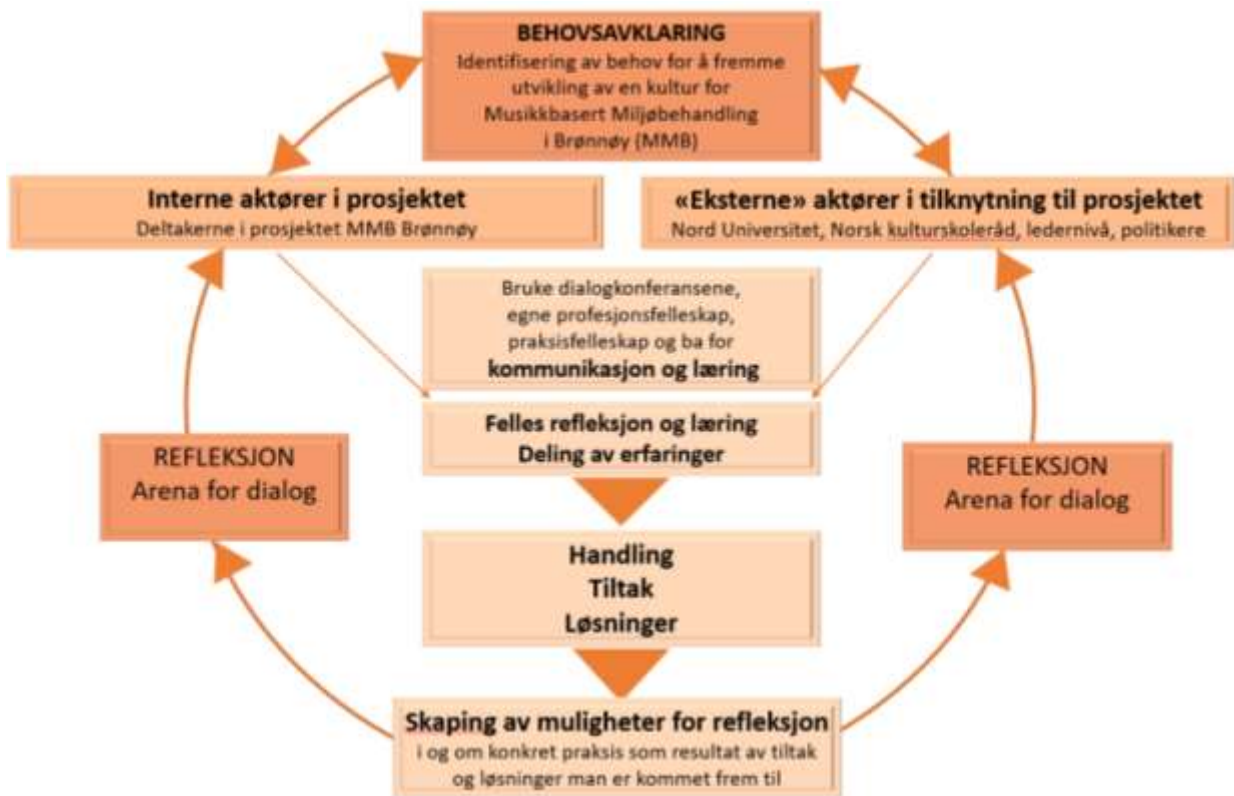 BEHOVSAVKLARING
Identifisering av behov for å fremme
utvikling av en kultur for
Musikkbasert Miljøbehandling
i Brønnøy (MMB)
Interne aktører i prosjektet
Deltakerne i prosjektet MMB Brønnøy
«Eksterne» aktører i tilknytning til prosjektet
Nord Universitet, Norsk kulturskoleråd, ledernivå, politikere
Bruke dialogkonferansene,
egne profesjonsfelleskap,
praksisfelleskap og ba for
kommunikasjon og læring
Felles refleksjon og læring
Deling av erfaringer
REFLEKSJON
Arena for dialog
REFLEKSJON
Arena for dialog
Handling
Tiltak
Løsninger
Skaping av muligheter for refleksjon
i og om konkret praksis som resultat av tiltak
og løsninger man er kommet frem til